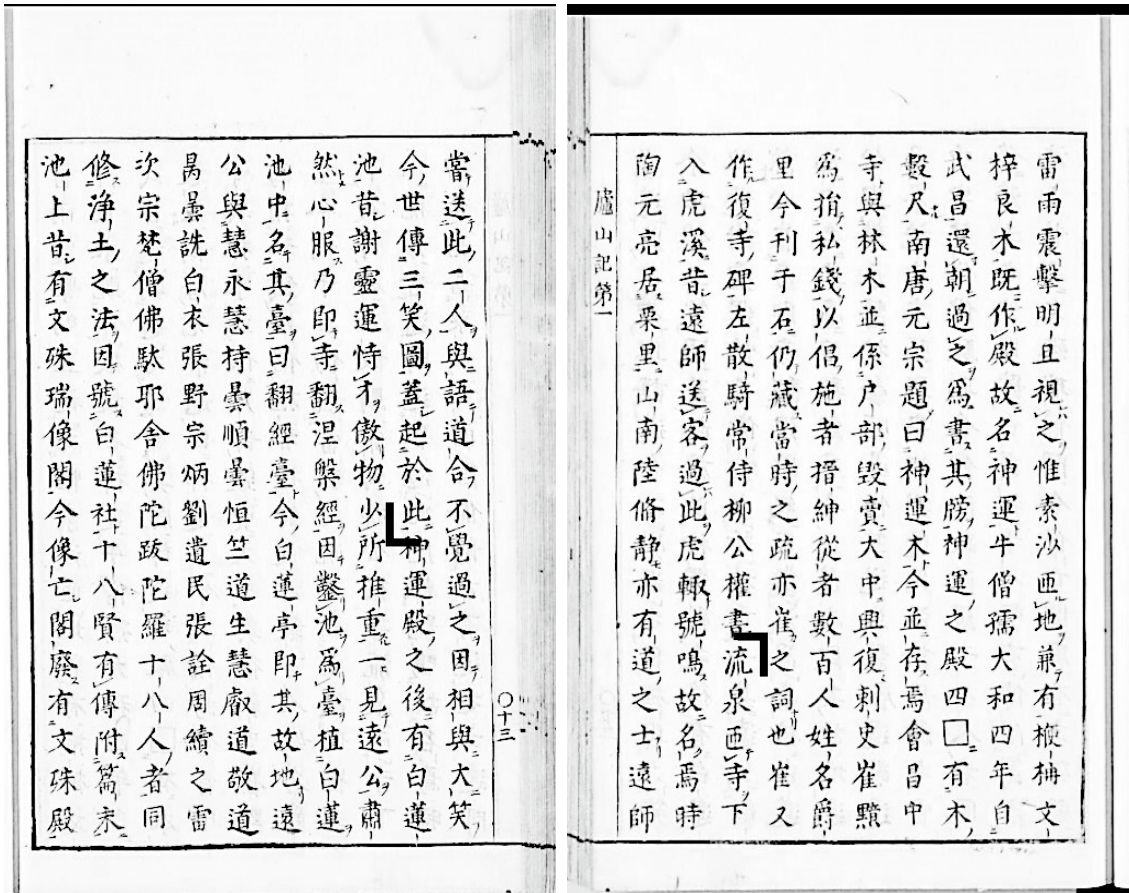 雷雨震擊明旦視之惟素沙匝地兼有楩柟文
梓良木既作殿故名神運牛僧孺大和四年自
武昌還朝過之爲書其牓神運之殿四□有木
數尺南唐元宗題曰神運木今並存焉會昌中
寺與林木並係户部毀賣大中興復刺史崔黯
爲捐私錢以倡施者搢紳從者數百人姓名爵
里今刊于石仍藏當時之疏亦崔之詞也崔又
作復寺碑左散騎常侍柳公權書流泉匝寺下
入虎溪昔遠師送客過此虎輙號鳴故名焉時
陶元亮居栗里山南陸脩静亦有道之士遠師
廬山記第一
〇十三
當送此二人與語道合不覺過之因相與大笑
今世傳三笑圖蓋起於此神運殿之後有白蓮
池昔謝靈運恃才傲物少所推重一見遠公肅
然心服乃即寺翻涅槃經因鑿池爲臺植白蓮
池中名其臺曰翻經臺今白蓮亭即其故地遠
公與慧永慧持曇順曇恒竺道生慧叡道敬道
昺曇詵白衣張野宗炳劉遺民張詮周續之雷
次宗梵僧佛馱耶舍佛陀跋陀羅十八人者同
修浄土之法因號白蓮社十八賢有傳附篇末
池上昔有文殊瑞像閣今像亡閣廢有文殊殿